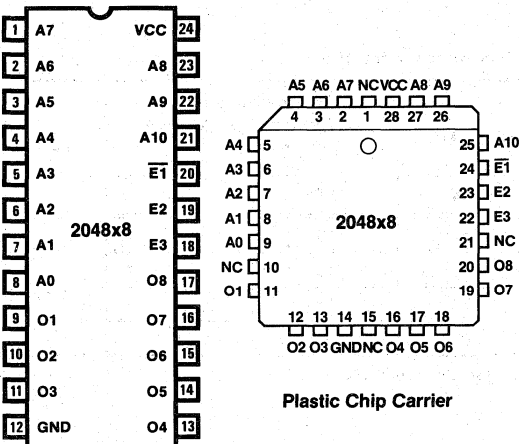 1 A7 VCC 24
2 A6 A8 23
3 A5 A9 22
4 A4 A10 21
5 A3 E1 20
6 A2 E2 19
2048x8
7 A1 E3 18
8 A0 O8 17
9 O1 O7 16
10 O2 O6 15
11 O3 O5 14
12 GND O4 13
A5 A6 A7 NC VCC A8 A9
4 3 2 1 28 27 26
A4 5 25 A10
A3 6 24 E1
A2 7 23 E2
A1 8 2048x8 22 E3
A0 9 21 NC
NC 10 20 O8
O1 11 19 O7
12 13 14 15 16 17 18
O2 O3 GND NC O4 O5 O6
Plastic Chip Carrier